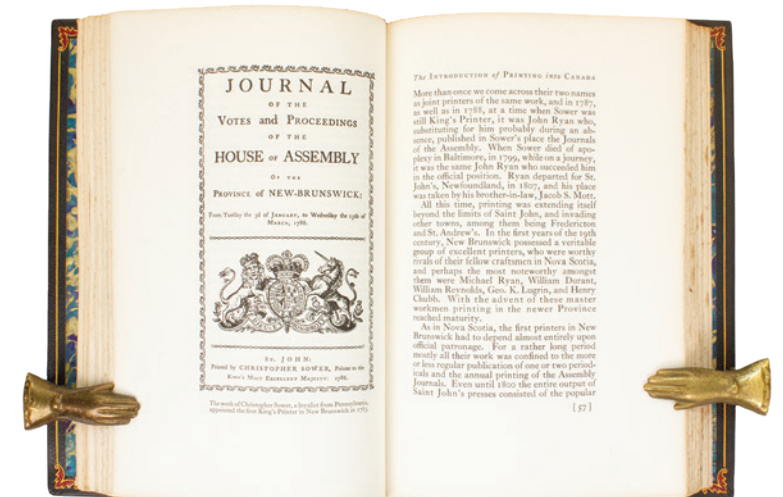 JOURNAL
OF THE
VOTES and PROCEEDINGS
OF THE
HOUSE OF ASSEMBLY
OF THE
PROVINCE of NEW-BRUNSWICK:
From Tuesday the 3d of JANUARY, to Wednesday the 15th of
MARCH, 1786.
ST. JOHN:
Printed by CHRISTOPHER SOWER, Printer to the
KING'S MOST EXCELLENT MAJESTY: 1786.
The work of Christopher Sower, a loyalist from Pennsylvania,
appointed the first King's Printer in New Brunswick in
The INTRODUCTION of PRINTING into CANADA
More than once we come across their two names
as joint printers of the same work, and in 1787,
as well as in 1788, at a time when Sower was
still King's Printer, it was John Ryan who,
substituting for him probably during an ab-
sence, published in Sower's place the Journals
of the Assembly. When Sower died of apo-
plexy in Baltimore, in 1799, while on a journey,
it was the same John Ryan who succeeded him
in the official position. Ryan departed for St.
John's, Newfoundland, in 1807, and his place
was taken by his brother-in-law, Jacob S. Mott.
All this time, printing was extending itself
beyond the limits of Saint John, and invading
other towns, among them being Fredericton
and St. Andrew's. In the first years of the 19th
century, New Brunswick possessed a veritable
group of excellent printers, who were worthy
rivals of their fellow craftsmen in Nova Scotia,
and perhaps the most noteworthy amongst
them were Michael Ryan, William Durant,
William Reynolds, Geo. K. Lugrin, and Henry
Chubb. With the advent of these master
workmen printing in the newer Province
reached maturity.
As in Nova Scotia, the first printers in New
Brunswick had to depend almost entirely upon
official patronage. For a rather long period
mostly all their work was confined to the more
or less regular publication of one or two period-
icals and the annual printing of the Assembly
Journals. Even until 1800 the entire output of
Saint John's presses consisted of the popular
[57]